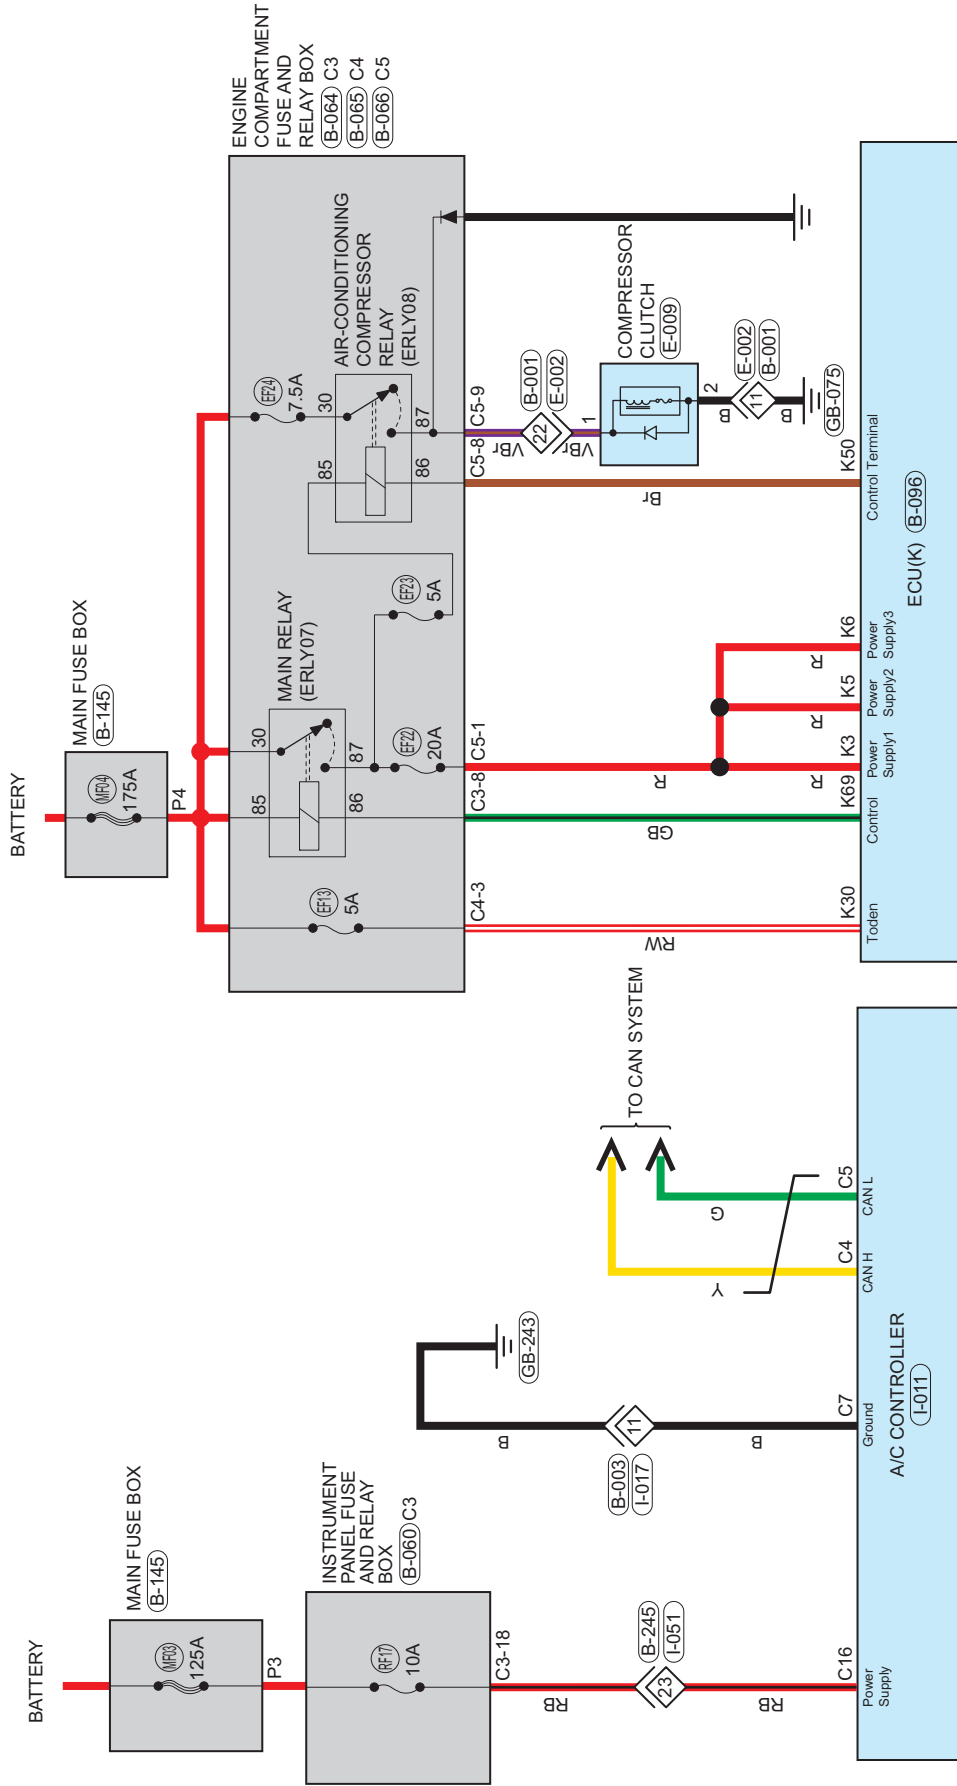 BATTERY
MAIN FUSE BOX
B-145
MF03
125A
P3
INSTRUMENT
PANEL FUSE
AND RELAY
BOX
B-060 C3
RF17
10A
C3-18
RB
B-245
I-051
23
RB
C16
Power
Supply
B
GB-243
B-003
I-017
11
B
C7
Ground
A/C CONTROLLER
I-011
TO CAN SYSTEM
Y
G
C4
CAN H
C5
CAN L
BATTERY
MAIN FUSE BOX
B-145
MF04
175A
P4
ENGINE
COMPARTMENT
FUSE AND
RELAY BOX
B-064 C3
B-065 C4
B-066 C5
EF13
5A
MAIN RELAY
(ERLY07)
85
30
86
87
EF22
20A
EF23
5A
EF24
7.5A
AIR-CONDITIONING
COMPRESSOR
RELAY
(ERLY08)
85
30
86
87
C4-3
C3-8
C5-1
C5-8
C5-9
RW
GB
R
R
R
R
Br
VBr
B-001
E-002
22
VBr
1
COMPRESSOR
CLUTCH
E-009
2
B
E-002
B-001
11
B
GB-075
K30
Toden
K69
Control
K3
Power
Supply1
K5
Power
Supply2
K6
Power
Supply3
K50
Control Terminal
ECU(K) B-096